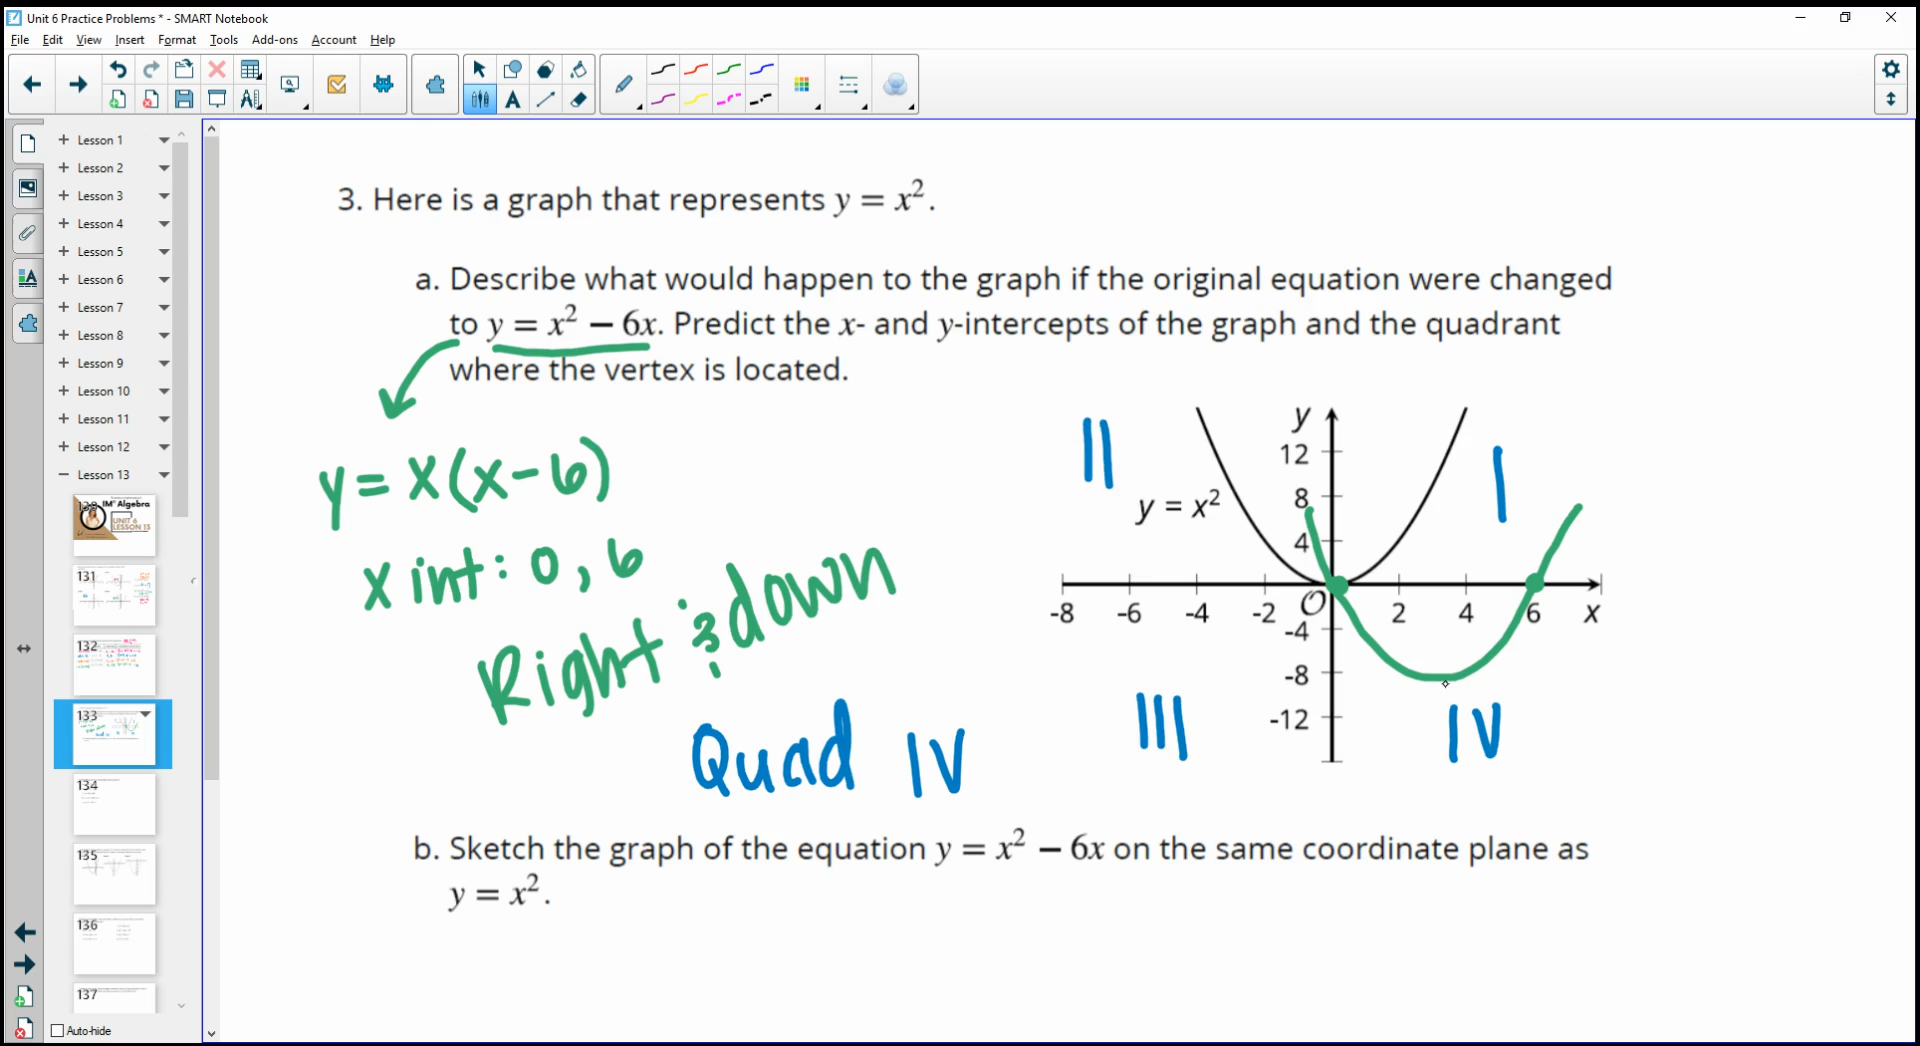 Unit 6 Practice Problems * - SMART Notebook
File Edit View Insert Format Tools Add-ons Account Help
Lesson 1
Lesson 2
Lesson 3
Lesson 4
Lesson 5
Lesson 6
Lesson 7
Lesson 8
Lesson 9
Lesson 10
Lesson 11
Lesson 12
Lesson 13
IM® Algebra
UNIT 6
LESSON 13
131
132
133
134
135
136
137
Auto-hide
3. Here is a graph that represents y = x².
a. Describe what would happen to the graph if the original equation were changed
to y = x² − 6x. Predict the x- and y-intercepts of the graph and the quadrant
where the vertex is located.
y = x(x-6)
x int: 0, 6
Right & down
Quad IV
II
I
III
IV
y
12
8
4
y = x²
-8 -6 -4 -2 O 2 4 6 x
-4
-8
-12
b. Sketch the graph of the equation y = x² − 6x on the same coordinate plane as
y = x².